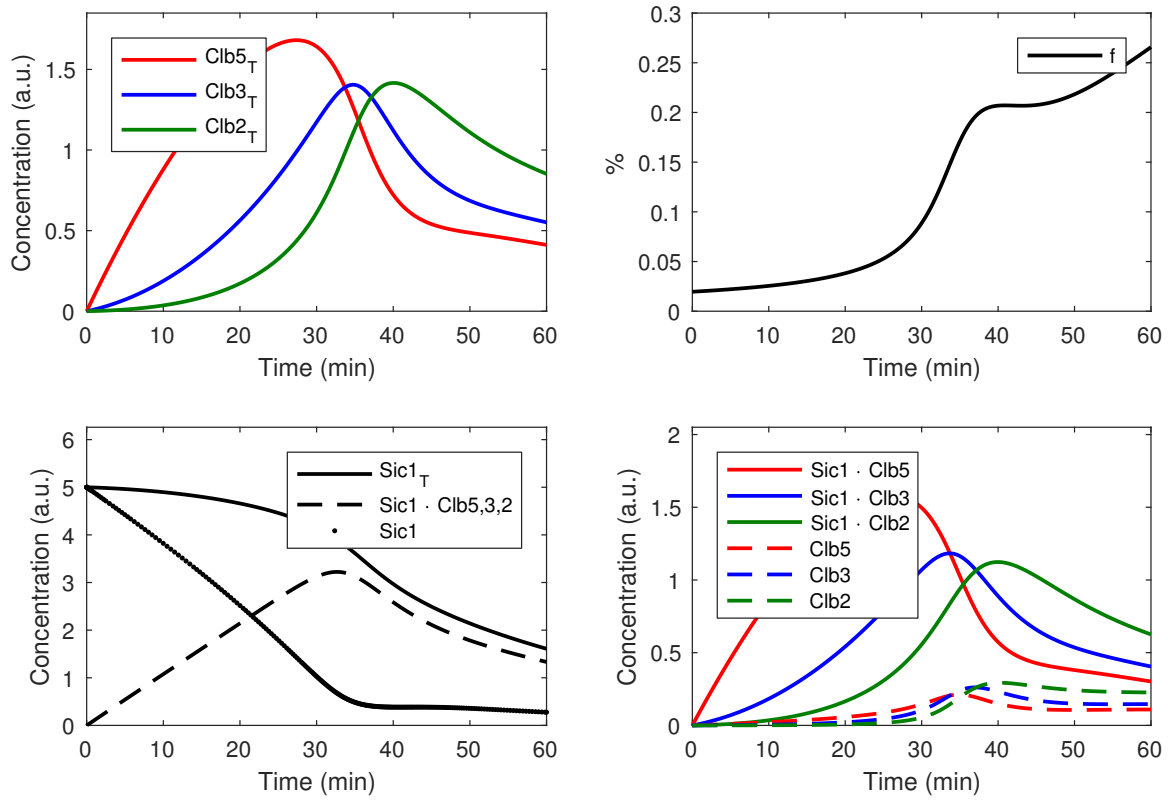 Concentration (a.u.)
1.5
1
0.5
0
Clb5T
Clb3T
Clb2T
0 10 20 30 40 50 60
Time (min)
%
0.3
0.25
0.2
0.15
0.1
0.05
0
f
0 10 20 30 40 50 60
Time (min)
Concentration (a.u.)
6
5
4
3
2
1
0
Sic1T
Sic1 · Clb5,3,2
Sic1
0 10 20 30 40 50 60
Time (min)
Concentration (a.u.)
2
1.5
1
0.5
0
Sic1 · Clb5
Sic1 · Clb3
Sic1 · Clb2
Clb5
Clb3
Clb2
0 10 20 30 40 50 60
Time (min)